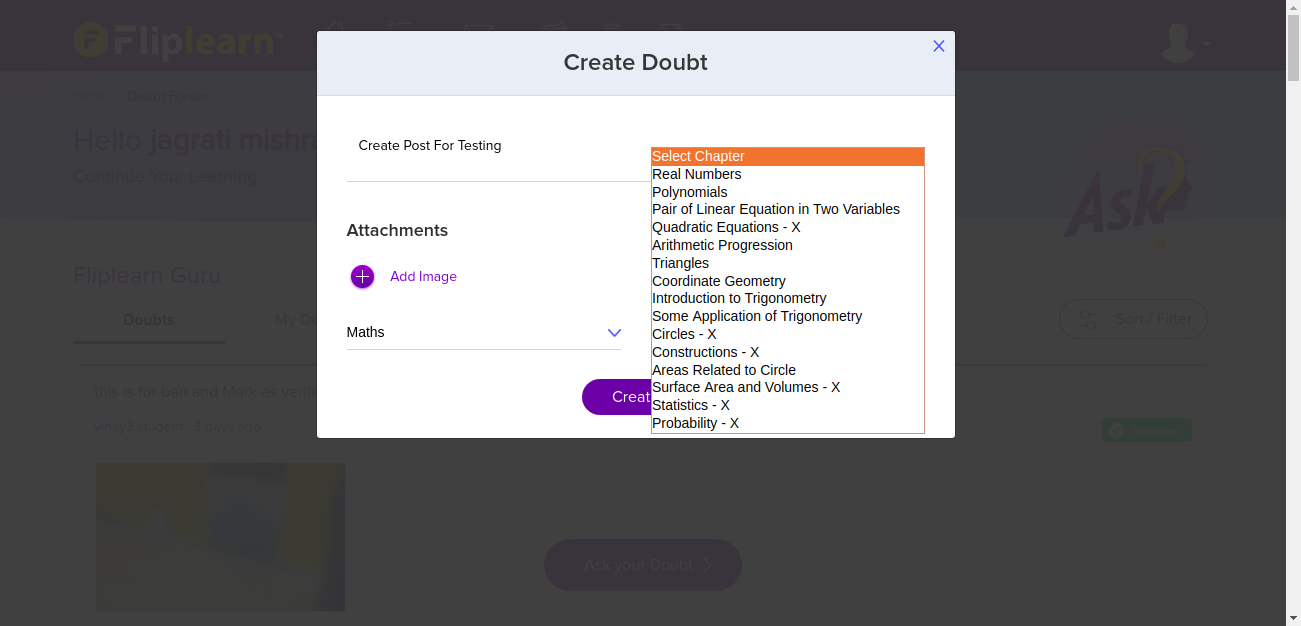 Fliplearn™
Create Doubt
Home Doubt Forum
Hello jagrati mishra
Continue Your Learning
Create Post For Testing
Select Chapter
Real Numbers
Polynomials
Pair of Linear Equation in Two Variables
Quadratic Equations - X
Arithmetic Progression
Triangles
Coordinate Geometry
Introduction to Trigonometry
Some Application of Trigonometry
Circles - X
Constructions - X
Areas Related to Circle
Surface Area and Volumes - X
Statistics - X
Probability - X
Ask?
Attachments
Add Image
Fliplearn Guru
Doubts
My Do
Sort / Filter
Maths
Creat
this is for ban and Mark as verif
vinay3.student , 3 days ago
Ask your Doubt